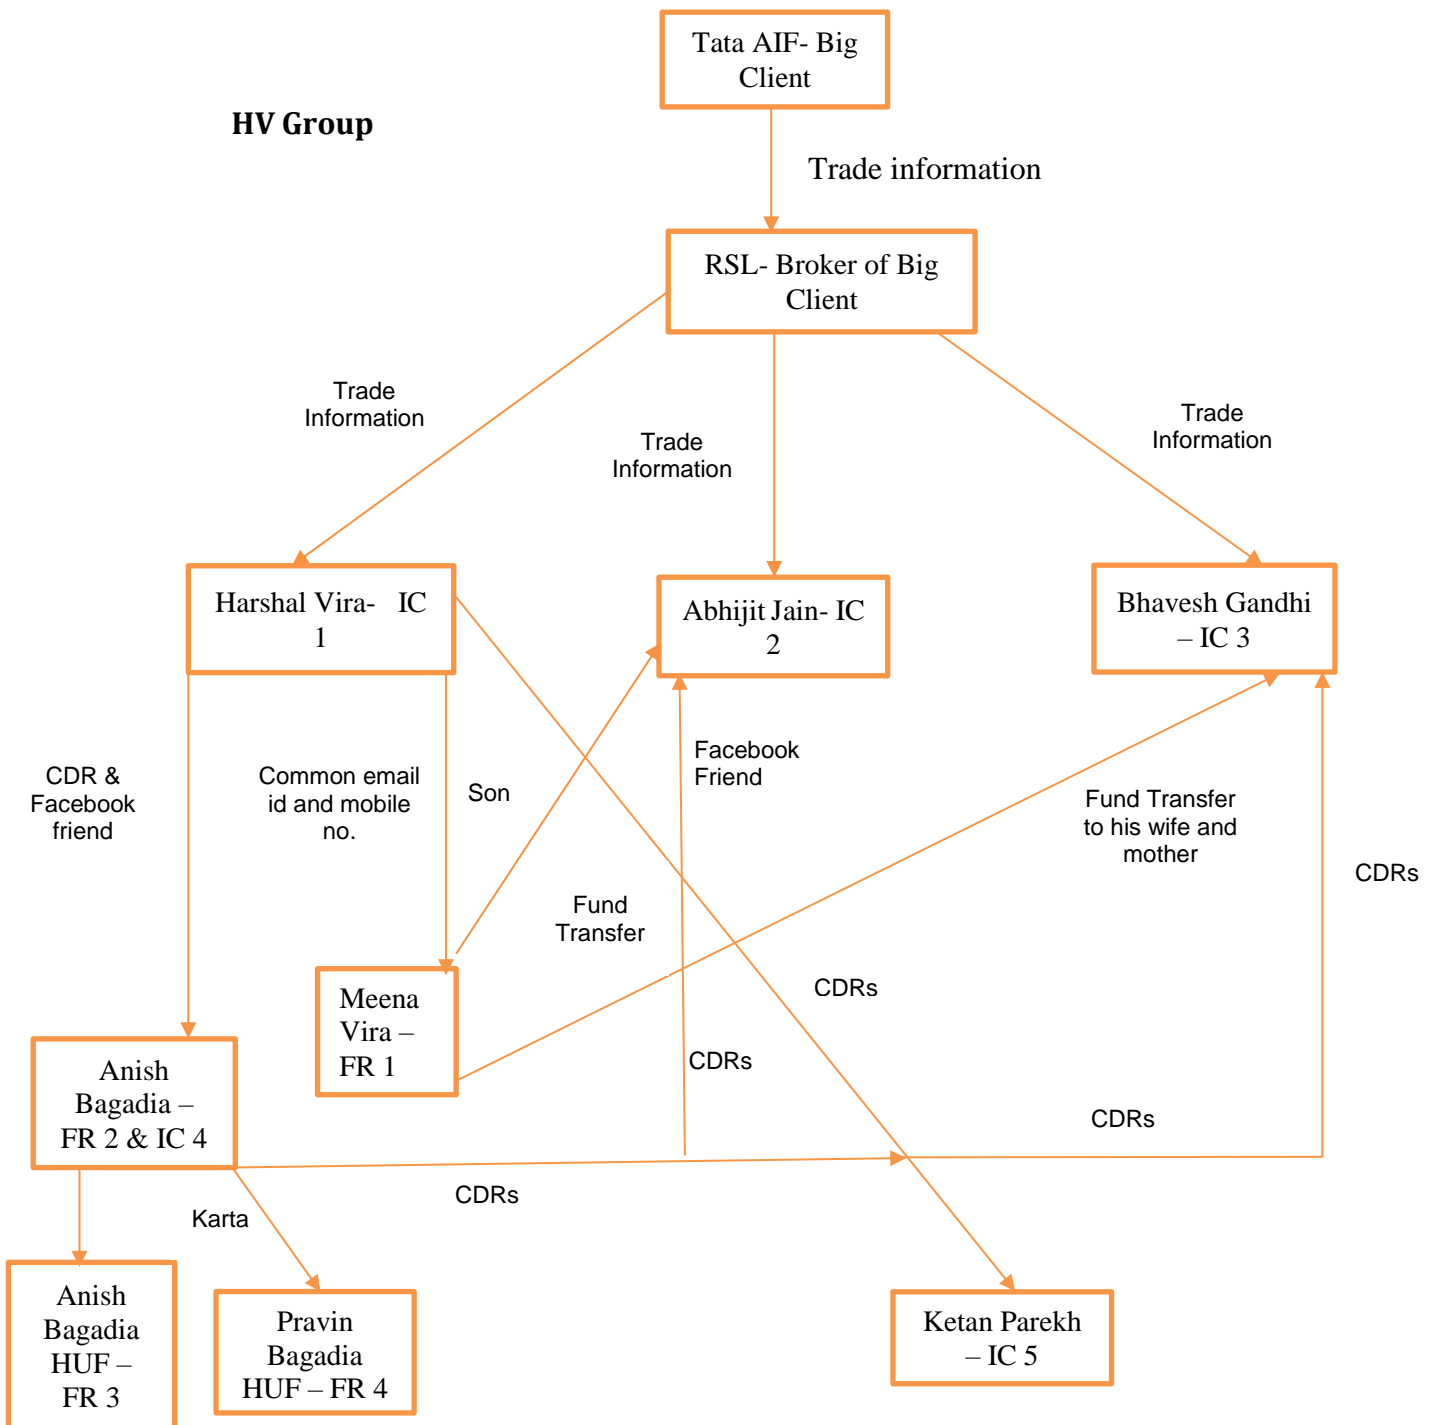 Tata AIF- Big
Client
HV Group
Trade information
RSL- Broker of Big
Client
Trade
Information
Trade
Information
Trade
Information
Harshal Vira- IC
1
Abhijit Jain- IC
2
Bhavesh Gandhi
– IC 3
CDR &
Facebook
friend
Common email
id and mobile
no.
Son
Facebook
Friend
Fund Transfer
to his wife and
mother
CDRs
Fund
Transfer
CDRs
Meena
Vira –
FR 1
CDRs
Anish
Bagadia –
FR 2 & IC 4
CDRs
CDRs
Karta
Anish
Bagadia
HUF –
FR 3
Pravin
Bagadia
HUF – FR 4
Ketan Parekh
– IC 5